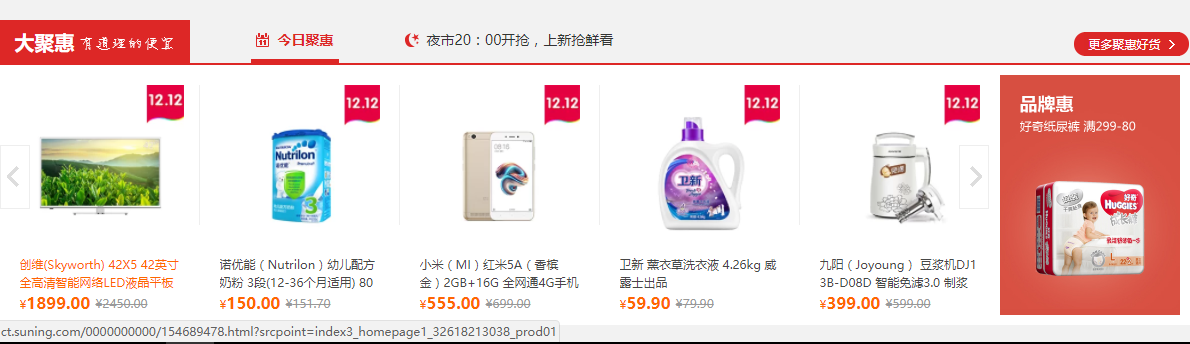 大聚惠 有道理的便宜
今日聚惠
夜市20：00开抢，上新抢鲜看
更多聚惠好货
12.12
12.12
12.12
12.12
12.12
Nutrilon
诺优能
3
08:18
卫新
品牌惠
好奇纸尿裤 满299-80
好奇
HUGGIES
L
创维(Skyworth) 42X5 42英寸
全高清智能网络LED液晶平板
¥1899.00 ¥2450.00
诺优能（Nutrilon）幼儿配方
奶粉 3段(12-36个月适用) 80
¥150.00 ¥151.70
小米（MI）红米5A（香槟
金）2GB+16G 全网通4G手机
¥555.00 ¥699.00
卫新 薰衣草洗衣液 4.26kg 威
露士出品
¥59.90 ¥79.90
九阳（Joyoung） 豆浆机DJ1
3B-D08D 智能免滤3.0 制浆
¥399.00 ¥599.00
ct.suning.com/0000000000/154689478.html?srcpoint=index3_homepage1_32618213038_prod01